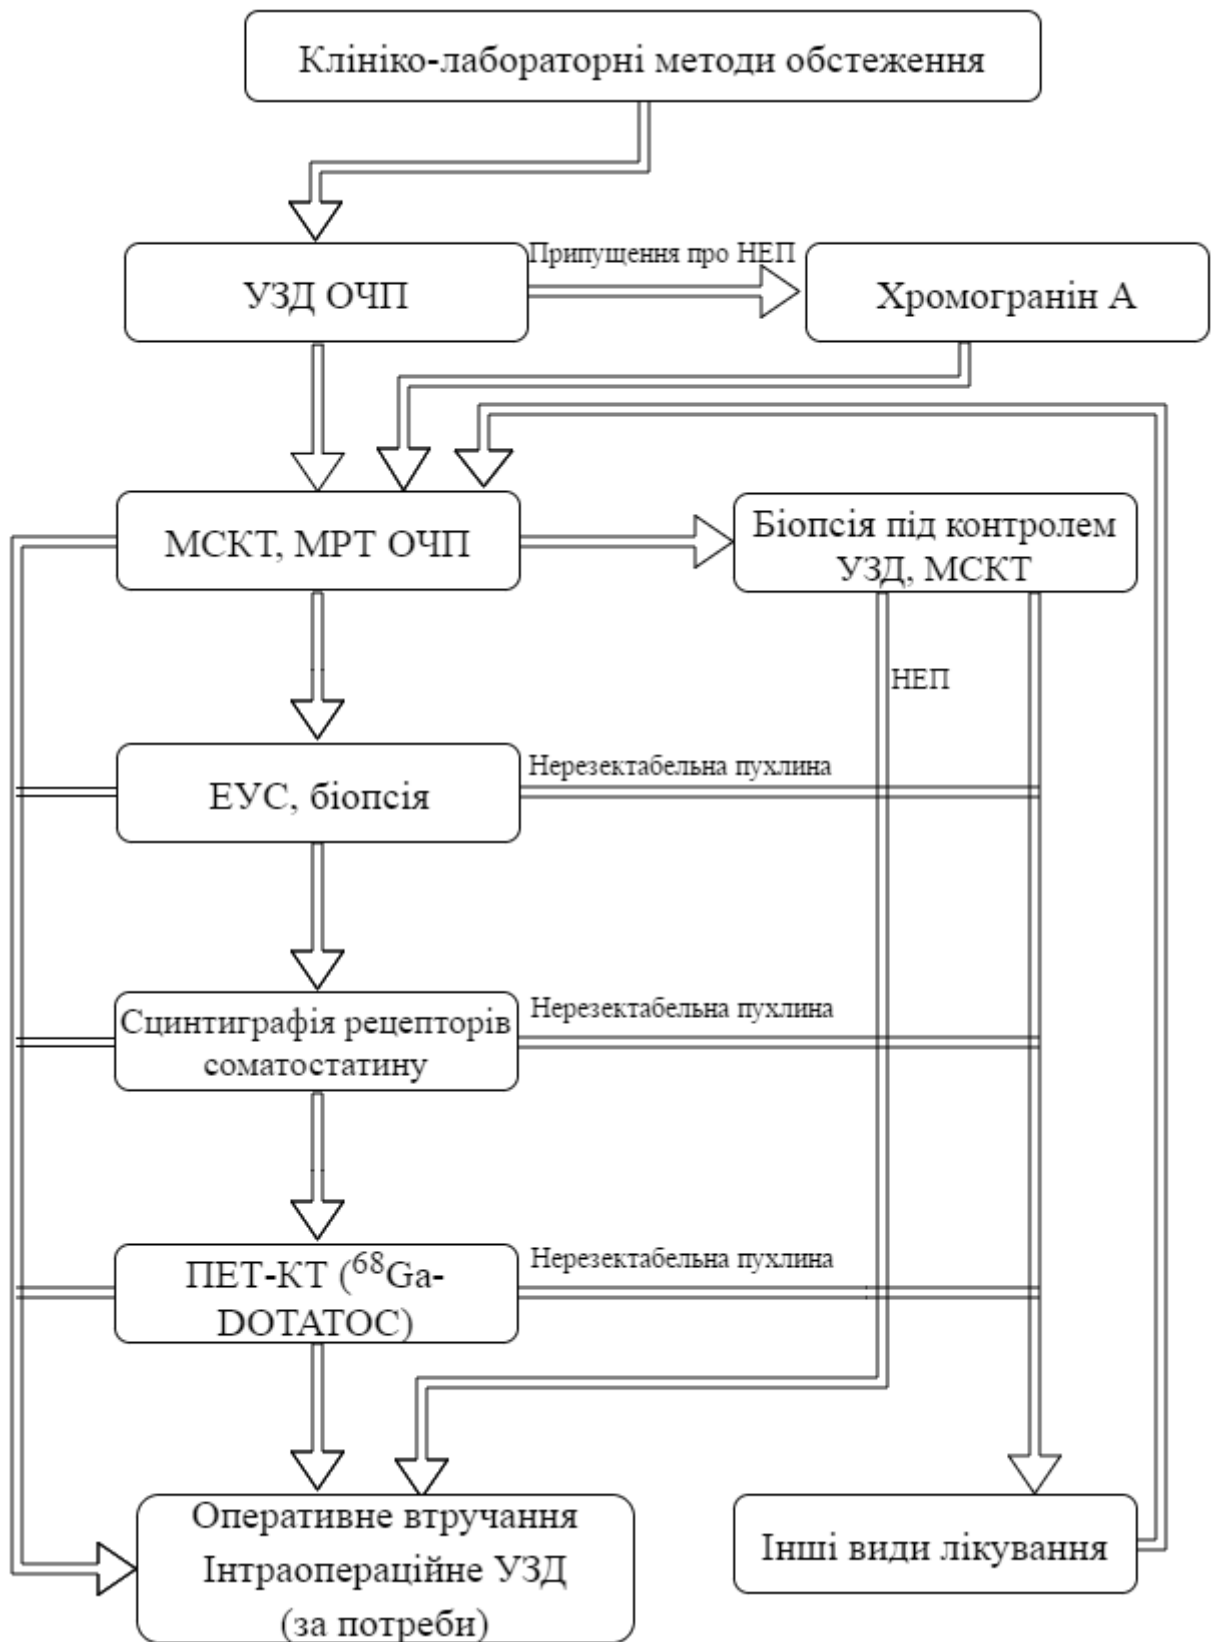 Клініко-лабораторні методи обстеження
Припущення про НЕП
УЗД ОЧП
Хромогранін А
МСКТ, МРТ ОЧП
Біопсія під контролем
УЗД, МСКТ
НЕП
ЕУС, біопсія
Нерезектабельна пухлина
Сцинтиграфія рецепторів
соматостатину
Нерезектабельна пухлина
ПЕТ-КТ (⁶⁸Ga-
DOTATOC)
Нерезектабельна пухлина
Оперативне втручання
Інтраопераційне УЗД
(за потреби)
Інші види лікування